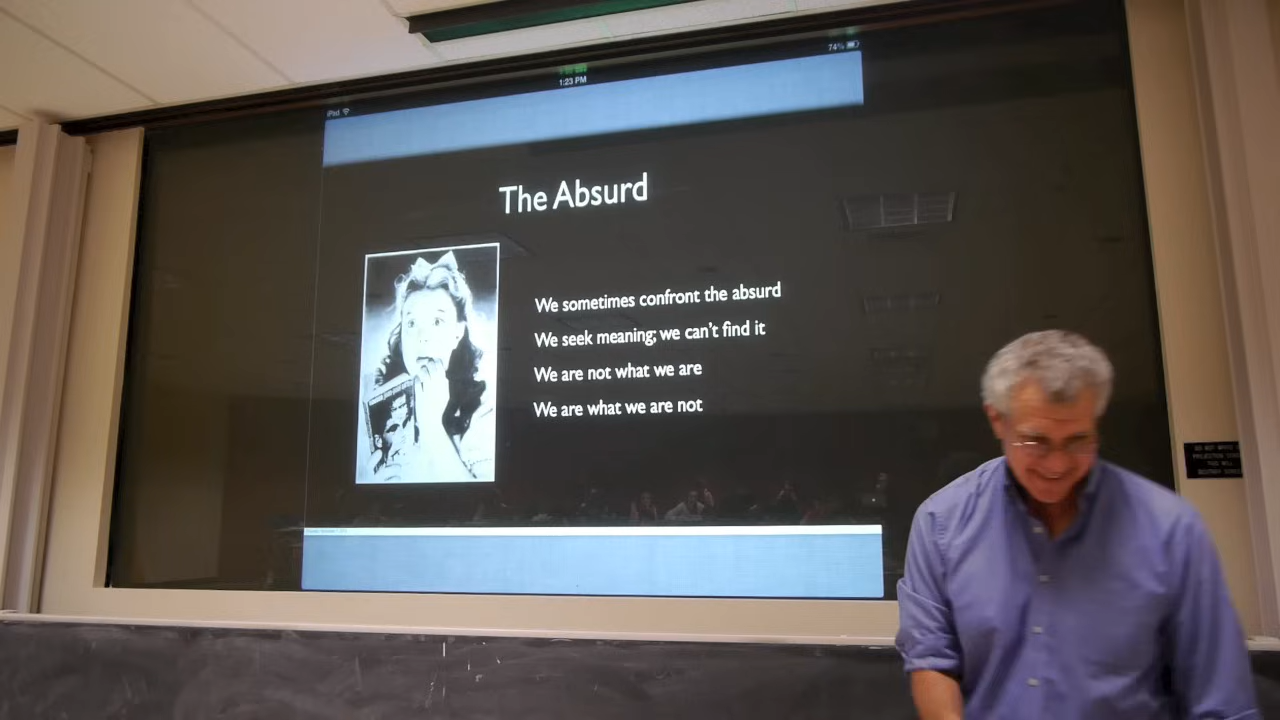 iPad
1:23 PM
74%
The Absurd
We sometimes confront the absurd
We seek meaning; we can't find it
We are not what we are
We are what we are not